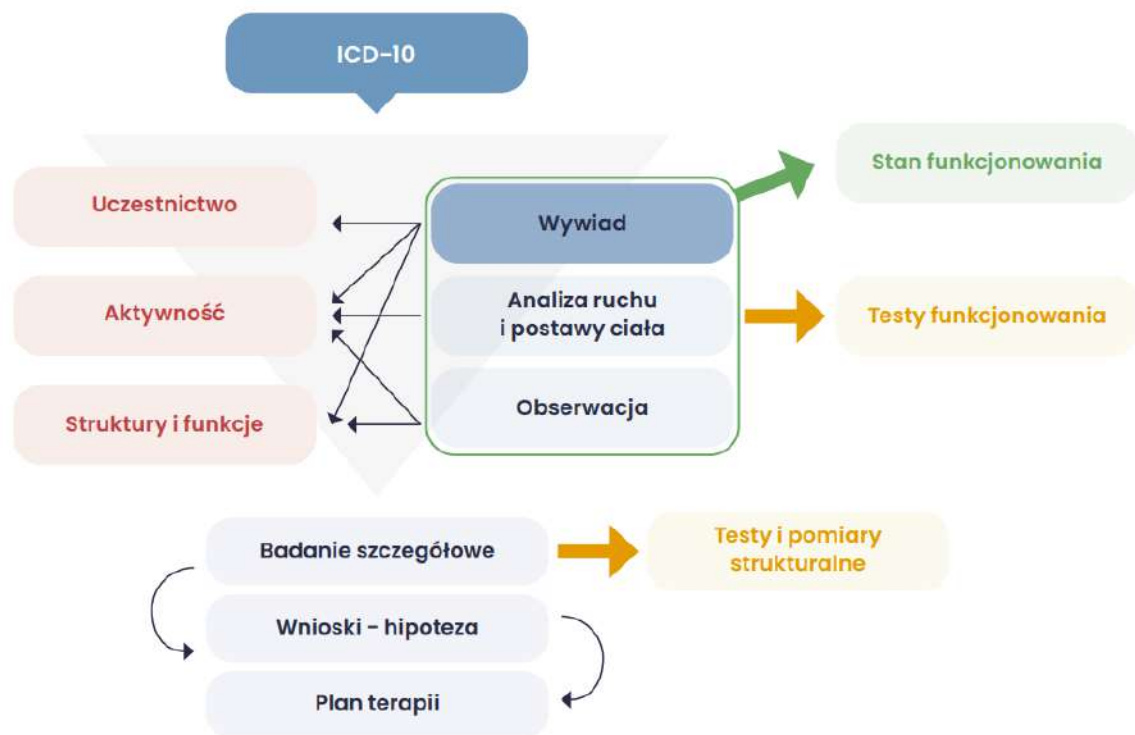 ICD-10
Uczestnictwo
Aktywność
Struktury i funkcje
Wywiad
Analiza ruchu
i postawy ciała
Obserwacja
Stan funkcjonowania
Testy funkcjonowania
Badanie szczegółowe
Testy i pomiary
strukturalne
Wnioski - hipoteza
Plan terapii